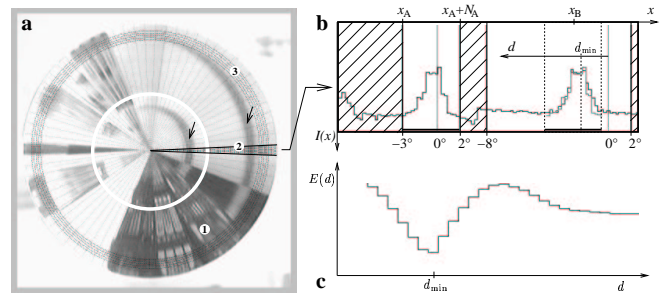 a
3
2
1
b
x_A
x_A+N_A
x_B
x
d
d_min
I(x)
−3°
0°
2°
−8°
0°
2°
E(d)
d_min
d
c